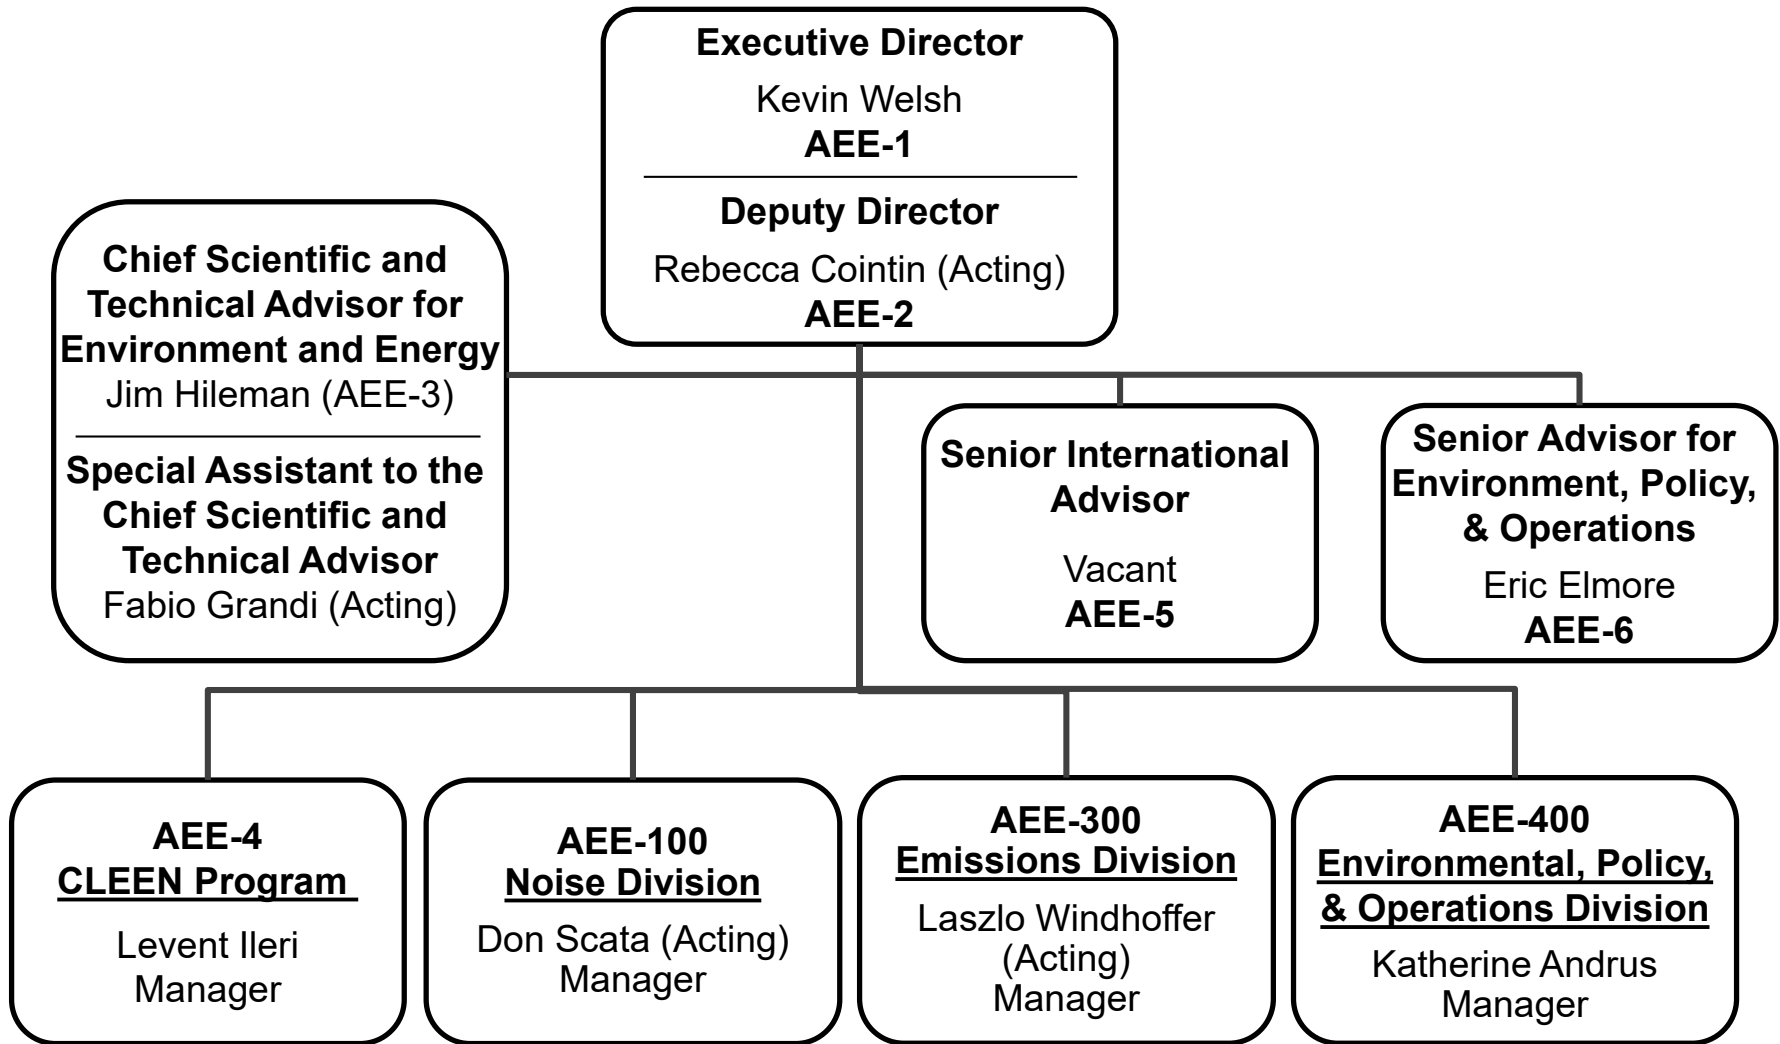 Executive Director
Kevin Welsh
AEE-1
Deputy Director
Rebecca Cointin (Acting)
AEE-2
Chief Scientific and
Technical Advisor for
Environment and Energy
Jim Hileman (AEE-3)
Special Assistant to the
Chief Scientific and
Technical Advisor
Fabio Grandi (Acting)
Senior International
Advisor
Vacant
AEE-5
Senior Advisor for
Environment, Policy,
& Operations
Eric Elmore
AEE-6
AEE-4
CLEEN Program
Levent Ileri
Manager
AEE-100
Noise Division
Don Scata (Acting)
Manager
AEE-300
Emissions Division
Laszlo Windhoffer
(Acting)
Manager
AEE-400
Environmental, Policy,
& Operations Division
Katherine Andrus
Manager